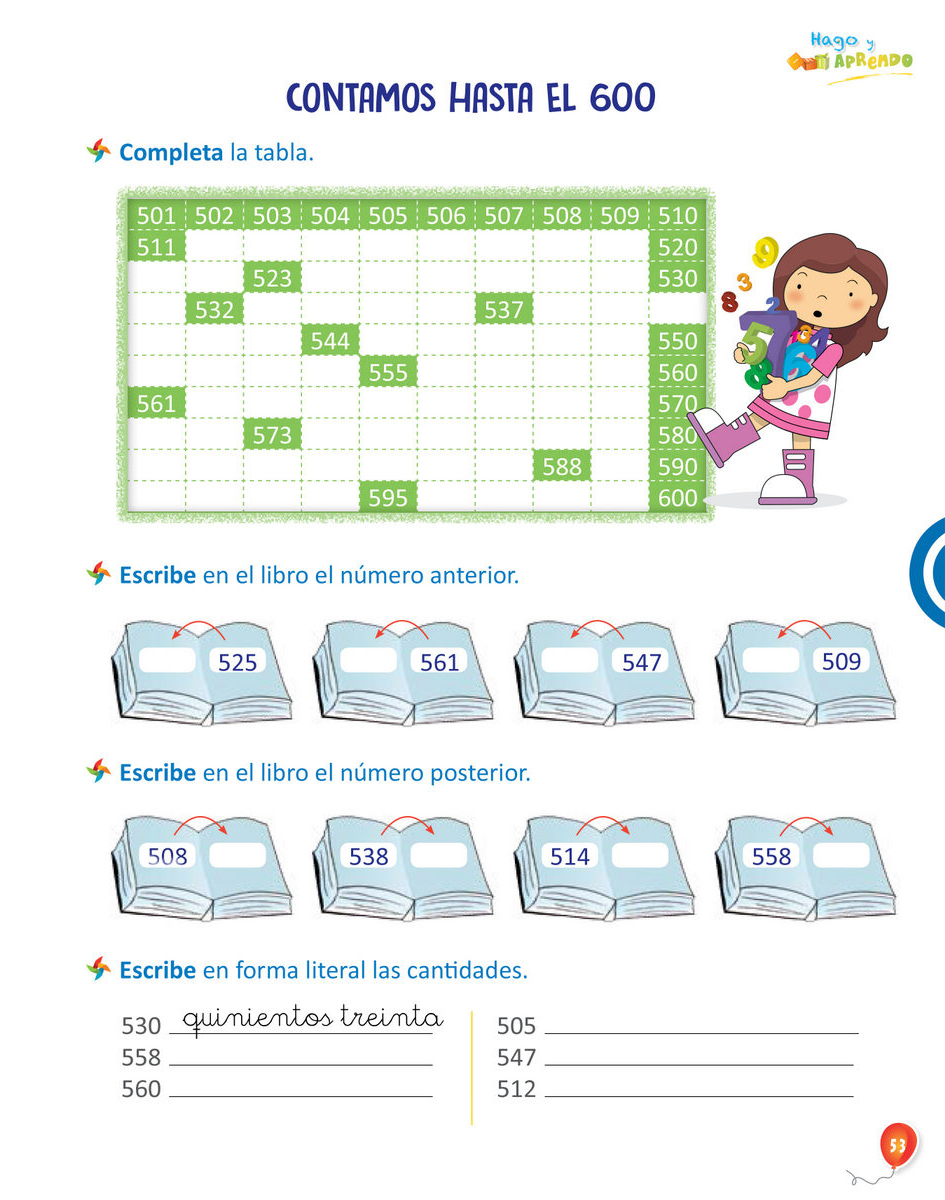 Hago y
APRENDO
CONTAMOS HASTA EL 600
Completa la tabla.
501 502 503 504 505 506 507 508 509 510
511 520
523 530
532 537
544 550
555 560
561 570
573 580
588 590
595 600
Escribe en el libro el número anterior.
525 561 547 509
Escribe en el libro el número posterior.
508 538 514 558
Escribe en forma literal las cantidades.
530 quinientos treinta
558
560
505
547
512
53